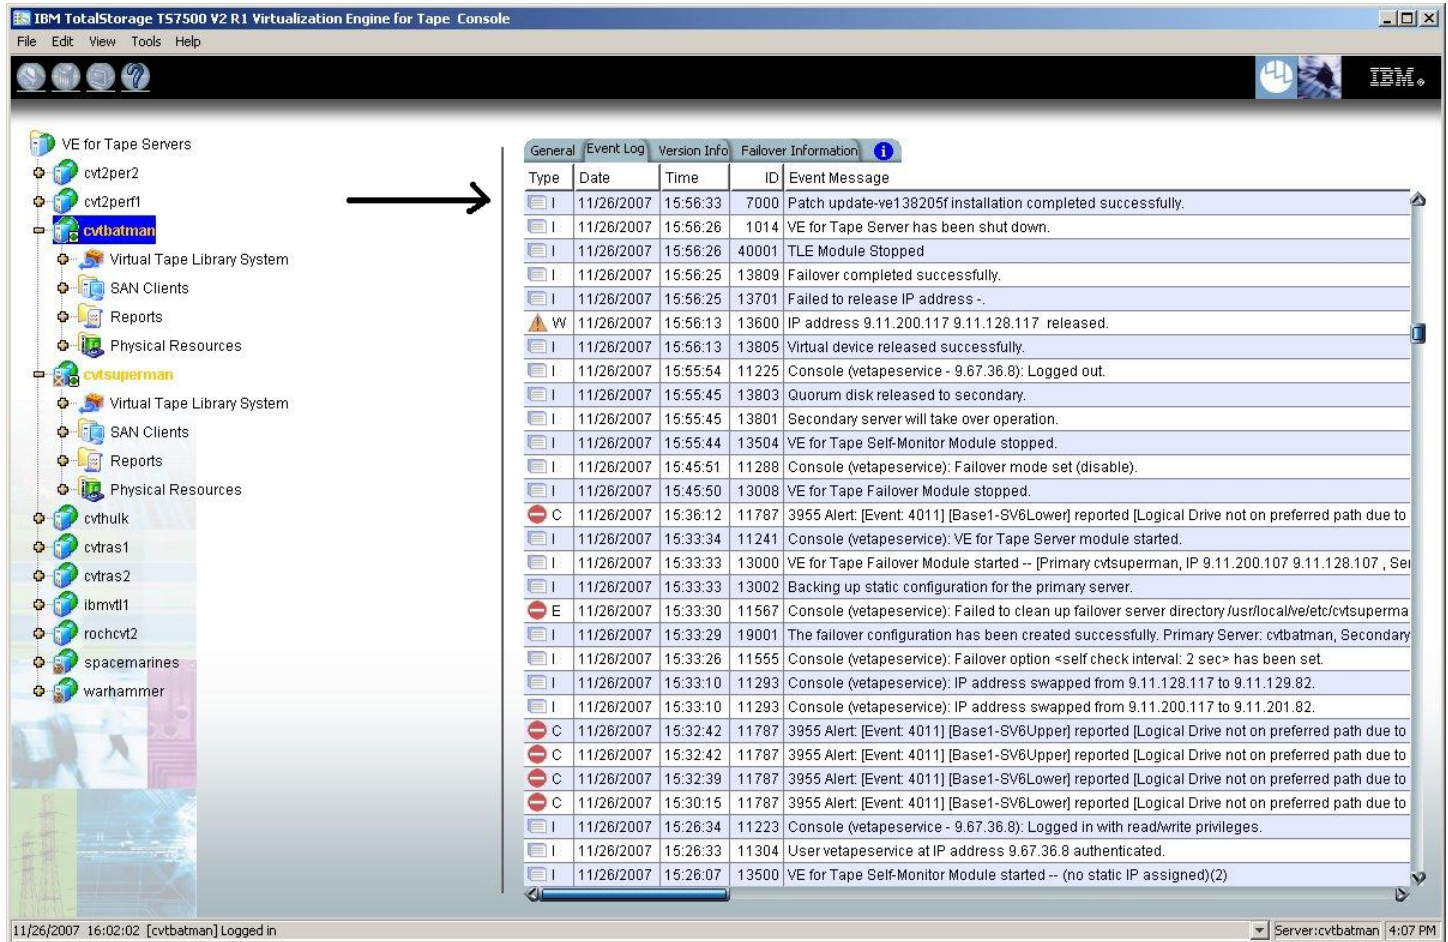 IBM TotalStorage TS7500 V2 R1 Virtualization Engine for Tape Console
File Edit View Tools Help
IBM
VE for Tape Servers
cvt2per2
cvt2perf1
cvtbatman
Virtual Tape Library System
SAN Clients
Reports
Physical Resources
cvtsuperman
Virtual Tape Library System
SAN Clients
Reports
Physical Resources
cvthulk
cvtras1
cvtras2
ibmvtl1
rochcvt2
spacemarines
warhammer
General Event Log Version Info Failover Information
Type Date Time ID Event Message
I 11/26/2007 15:56:33 7000 Patch update-ve138205f installation completed successfully.
I 11/26/2007 15:56:26 1014 VE for Tape Server has been shut down.
I 11/26/2007 15:56:26 40001 TLE Module Stopped
I 11/26/2007 15:56:25 13809 Failover completed successfully.
I 11/26/2007 15:56:25 13701 Failed to release IP address -.
W 11/26/2007 15:56:13 13600 IP address 9.11.200.117 9.11.128.117 released.
I 11/26/2007 15:56:13 13805 Virtual device released successfully.
I 11/26/2007 15:55:54 11225 Console (vetapeservice - 9.67.36.8): Logged out.
I 11/26/2007 15:55:45 13803 Quorum disk released to secondary.
I 11/26/2007 15:55:45 13801 Secondary server will take over operation.
I 11/26/2007 15:55:44 13504 VE for Tape Self-Monitor Module stopped.
I 11/26/2007 15:45:51 11288 Console (vetapeservice): Failover mode set (disable).
I 11/26/2007 15:45:50 13008 VE for Tape Failover Module stopped.
C 11/26/2007 15:36:12 11787 3955 Alert: [Event: 4011] [Base1-SV6Lower] reported [Logical Drive not on preferred path due to
I 11/26/2007 15:33:34 11241 Console (vetapeservice): VE for Tape Server module started.
I 11/26/2007 15:33:33 13000 VE for Tape Failover Module started -- [Primary cvtsuperman, IP 9.11.200.107 9.11.128.107 , Ser
I 11/26/2007 15:33:33 13002 Backing up static configuration for the primary server.
E 11/26/2007 15:33:30 11567 Console (vetapeservice): Failed to clean up failover server directory /usr/local/ve/etc/cvtsuperma
I 11/26/2007 15:33:29 19001 The failover configuration has been created successfully. Primary Server: cvtbatman, Secondary
I 11/26/2007 15:33:26 11555 Console (vetapeservice): Failover option <self check interval: 2 sec> has been set.
I 11/26/2007 15:33:10 11293 Console (vetapeservice): IP address swapped from 9.11.128.117 to 9.11.129.82.
I 11/26/2007 15:33:10 11293 Console (vetapeservice): IP address swapped from 9.11.200.117 to 9.11.201.82.
C 11/26/2007 15:32:42 11787 3955 Alert: [Event: 4011] [Base1-SV6Upper] reported [Logical Drive not on preferred path due to
C 11/26/2007 15:32:42 11787 3955 Alert: [Event: 4011] [Base1-SV6Upper] reported [Logical Drive not on preferred path due to
C 11/26/2007 15:32:39 11787 3955 Alert: [Event: 4011] [Base1-SV6Lower] reported [Logical Drive not on preferred path due to
C 11/26/2007 15:30:15 11787 3955 Alert: [Event: 4011] [Base1-SV6Lower] reported [Logical Drive not on preferred path due to
I 11/26/2007 15:26:34 11223 Console (vetapeservice - 9.67.36.8): Logged in with read/write privileges.
I 11/26/2007 15:26:33 11304 User vetapeservice at IP address 9.67.36.8 authenticated.
I 11/26/2007 15:26:07 13500 VE for Tape Self-Monitor Module started -- (no static IP assigned)(2)
11/26/2007 16:02:02 [cvtbatman] Logged in Server:cvtbatman 4:07 PM